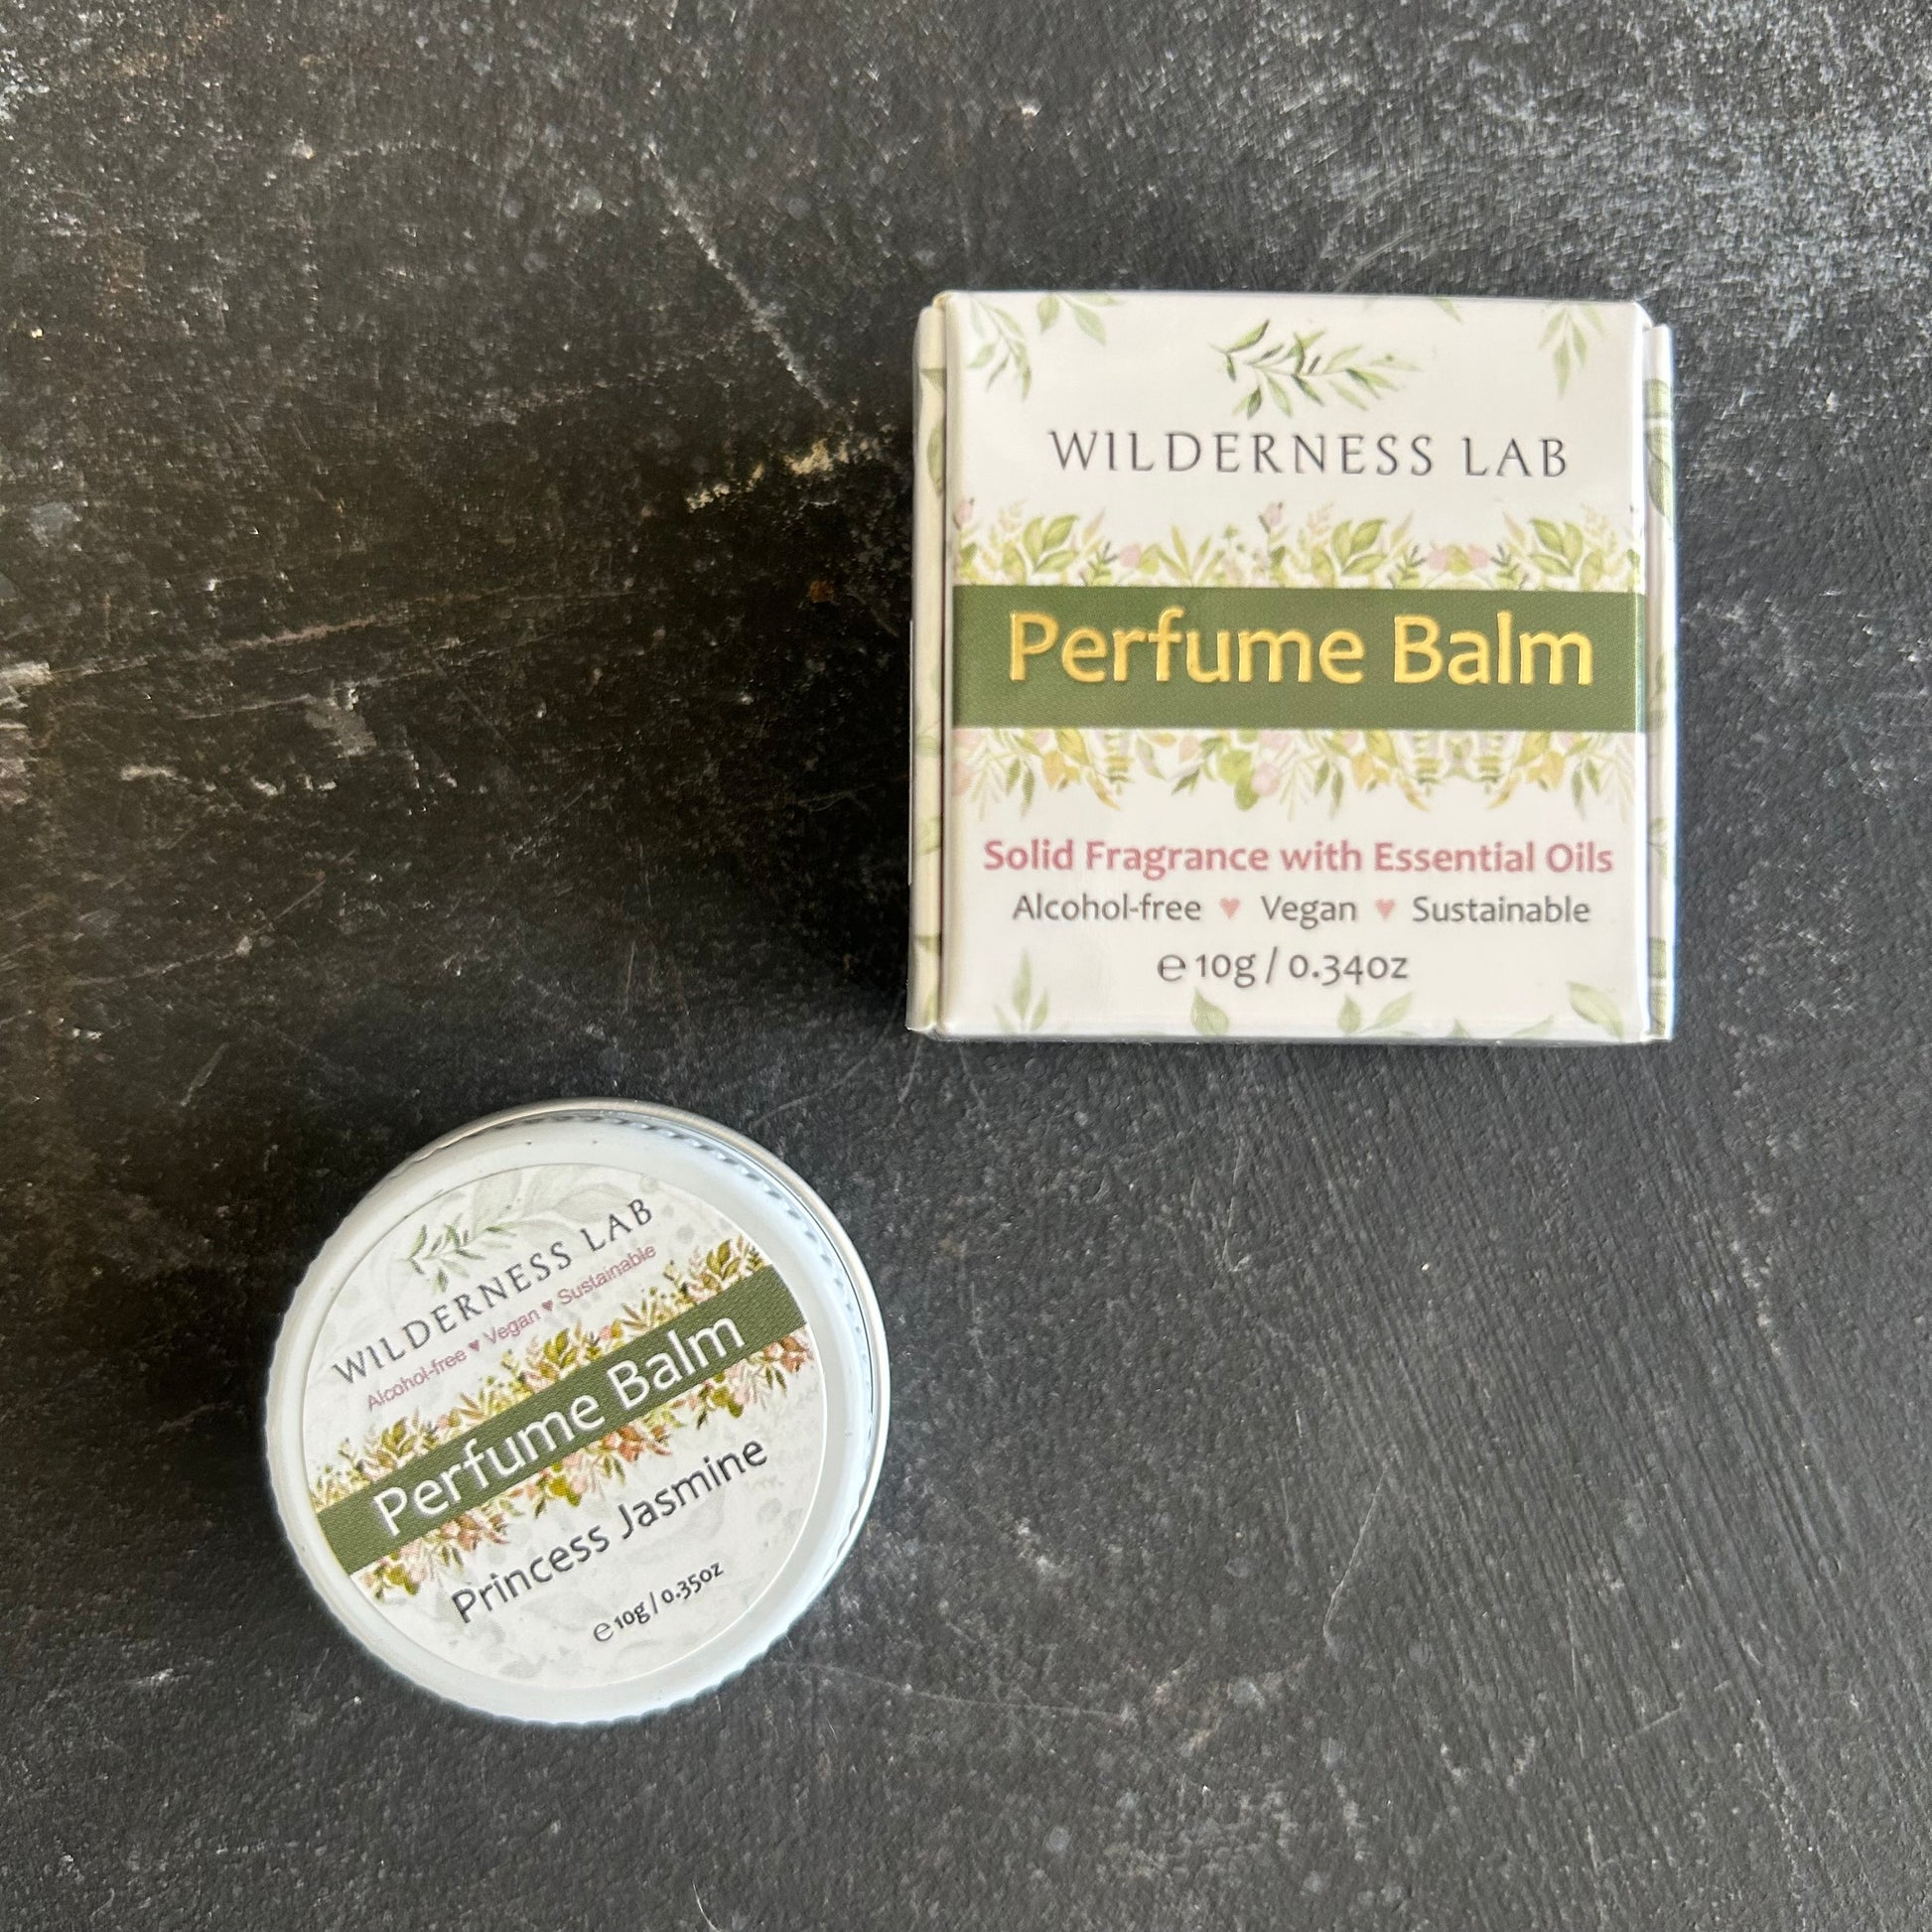 WILDERNESS LAB
Perfume Balm
Solid Fragrance with Essential Oils
Alcohol-free ♥ Vegan ♥ Sustainable
℮ 10g / 0.34oz
WILDERNESS LAB
Alcohol-free ♥ Vegan ♥ Sustainable
Perfume Balm
Princess Jasmine
℮ 10g / 0.35oz